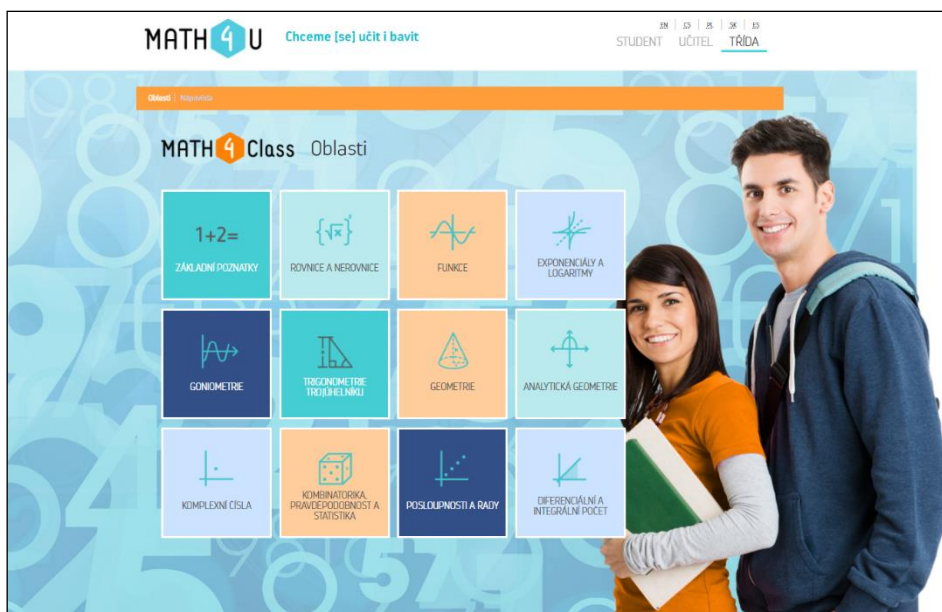 MATH 4 U
Chceme [se] učit i bavit
EN | CS | PL | SK | ES
STUDENT UČITEL TŘÍDA
Oblasti | Nápověda
MATH 4 Class Oblasti
1+2=
ZÁKLADNÍ POZNATKY
{√x}
ROVNICE A NEROVNICE
FUNKCE
EXPONENCIÁLY A
LOGARITMY
GONIOMETRIE
TRIGONOMETRIE
TROJÚHELNÍKU
GEOMETRIE
ANALYTICKÁ GEOMETRIE
KOMPLEXNÍ ČÍSLA
KOMBINATORIKA,
PRAVDĚPODOBNOST A
STATISTIKA
POSLOUPNOSTI A ŘADY
DIFERENCIÁLNÍ A
INTEGRÁLNÍ POČET